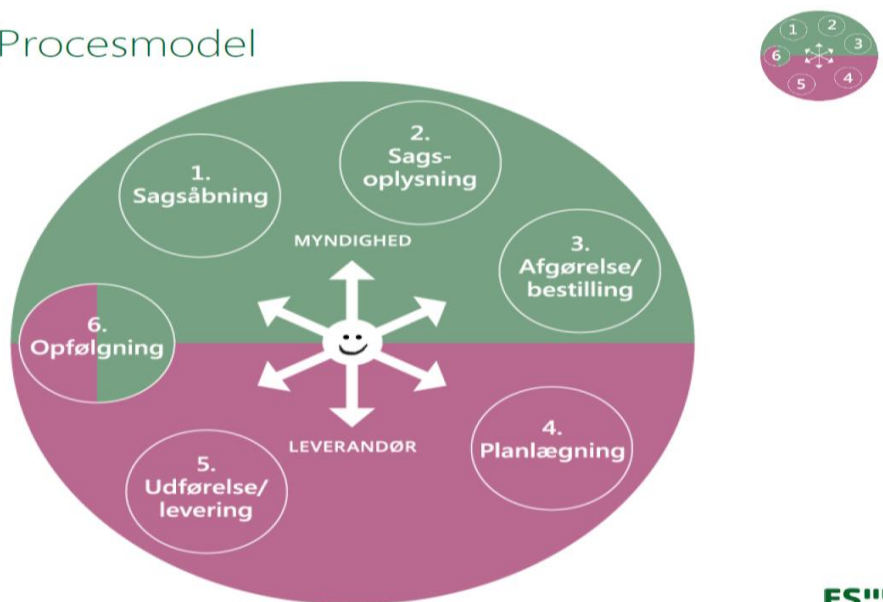 Procesmodel
1
2
3
6
5
4
1.
Sagsåbning
2.
Sags-
oplysning
MYNDIGHED
3.
Afgørelse/
bestilling
6.
Opfølgning
LEVERANDØR
4.
Planlægning
5.
Udførelse/
levering